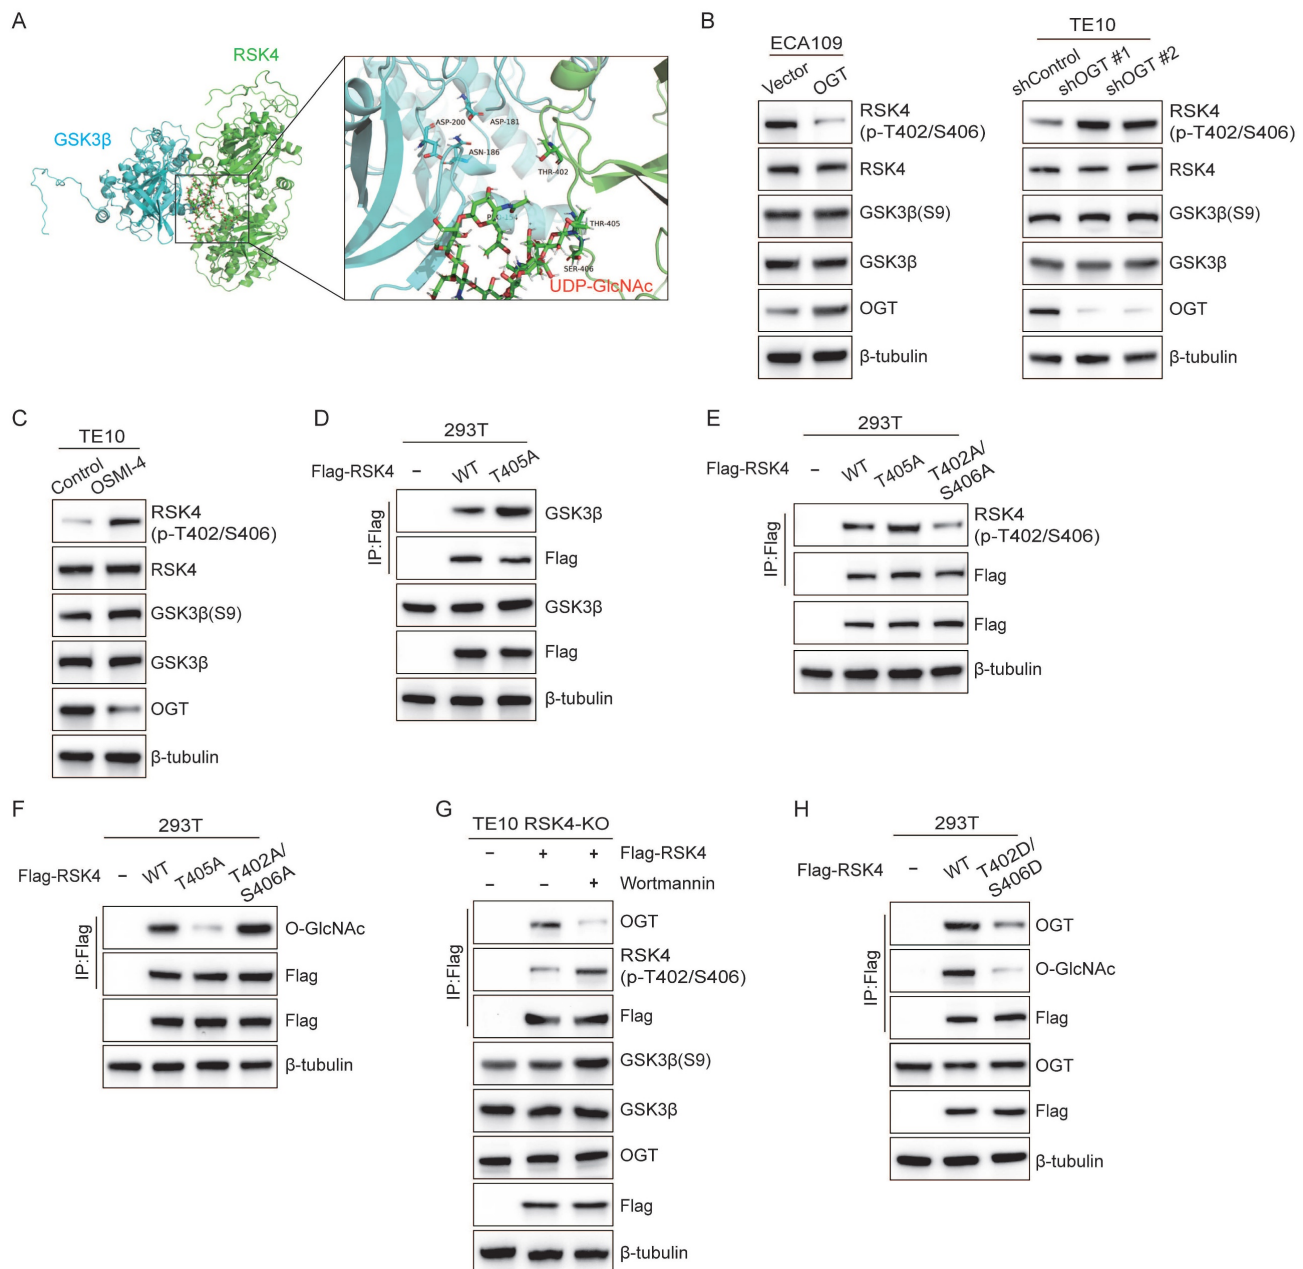 A
RSK4
GSK3β
ASP-200
ASP-181
ASN-186
THR-402
THR-405
SER-406
UDP-GlcNAc
B
ECA109
Vector
OGT
RSK4
(p-T402/S406)
RSK4
GSK3β(S9)
GSK3β
OGT
β-tubulin
TE10
shControl
shOGT #1
shOGT #2
RSK4
(p-T402/S406)
RSK4
GSK3β(S9)
GSK3β
OGT
β-tubulin
C
TE10
Control
OSMI-4
RSK4
(p-T402/S406)
RSK4
GSK3β(S9)
GSK3β
OGT
β-tubulin
D
293T
Flag-RSK4 – WT T405A
IP:Flag
GSK3β
Flag
GSK3β
Flag
β-tubulin
E
293T
Flag-RSK4 – WT T405A T402A/
S406A
IP:Flag
RSK4
(p-T402/S406)
Flag
Flag
β-tubulin
F
293T
Flag-RSK4 – WT T405A T402A/
S406A
IP:Flag
O-GlcNAc
Flag
Flag
β-tubulin
G
TE10 RSK4-KO
– + + Flag-RSK4
– – + Wortmannin
IP:Flag
OGT
RSK4
(p-T402/S406)
Flag
GSK3β(S9)
GSK3β
OGT
Flag
β-tubulin
H
293T
Flag-RSK4 – WT T402D/
S406D
IP:Flag
OGT
O-GlcNAc
Flag
OGT
Flag
β-tubulin